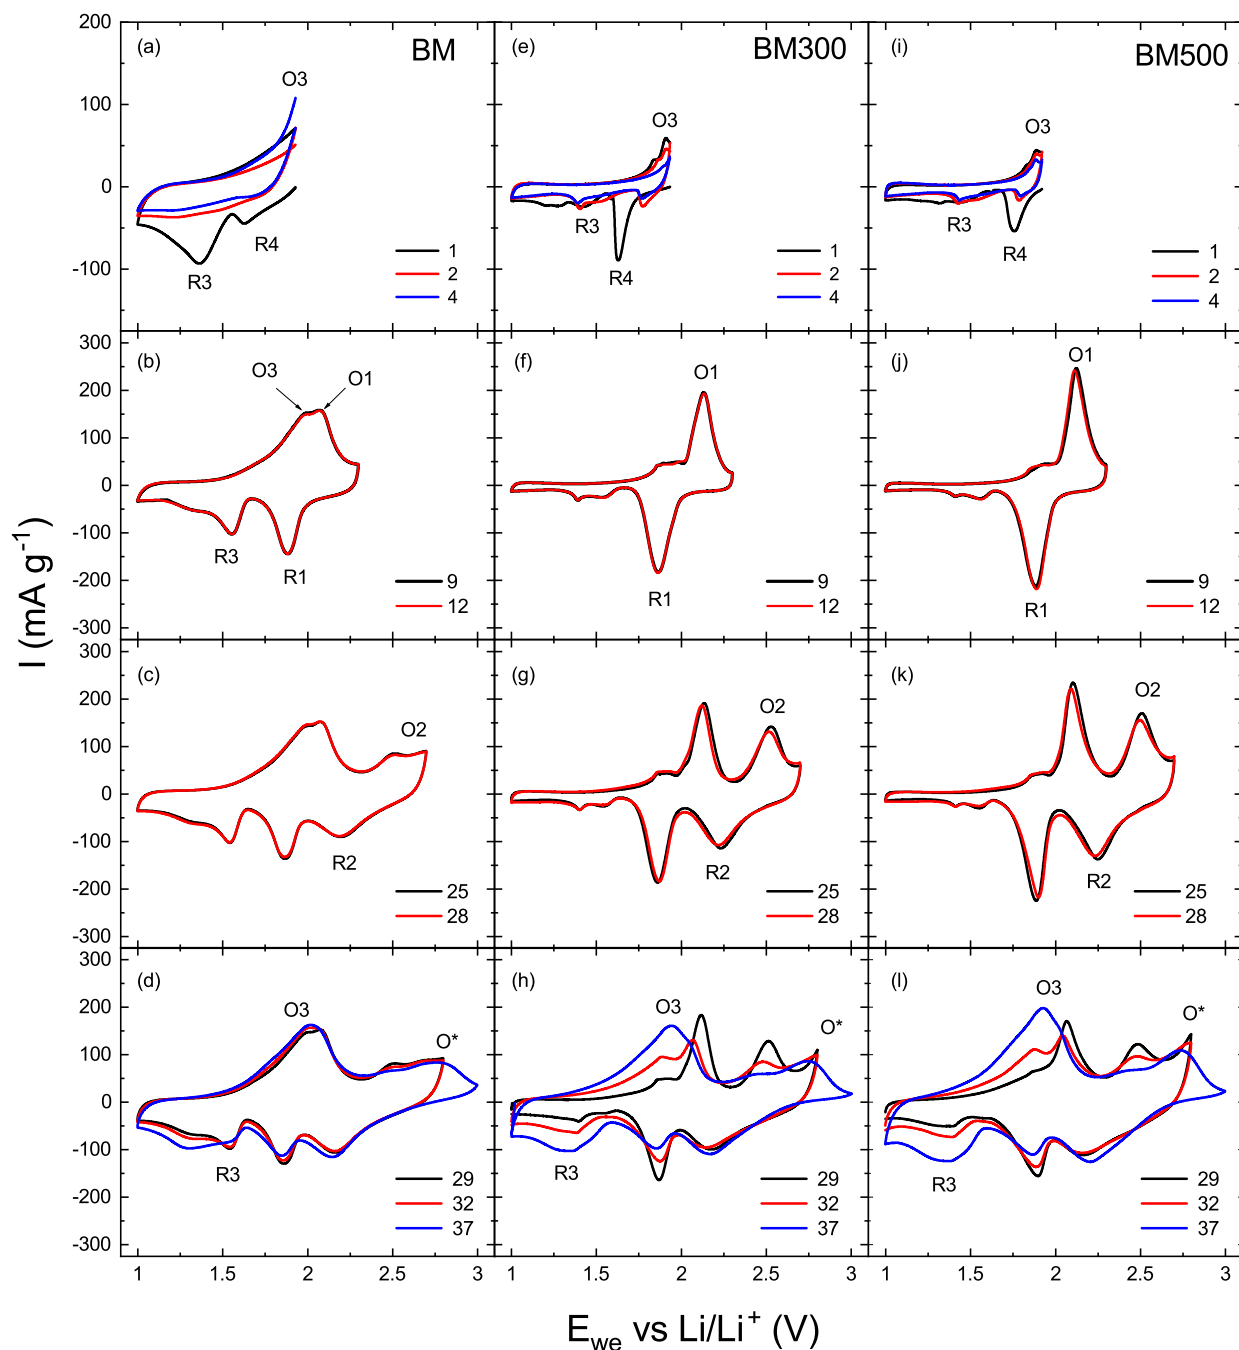 I (mA g-1)
(a)
BM
O3
R3
R4
1
2
4
200
100
0
-100
(e)
BM300
O3
R3
R4
1
2
4
(i)
BM500
O3
R3
R4
1
2
4
(b)
O3
O1
R3
R1
9
12
300
200
100
0
-100
-200
-300
(f)
O1
R1
9
12
(j)
O1
R1
9
12
(c)
O2
R2
25
28
300
200
100
0
-100
-200
-300
(g)
O2
R2
25
28
(k)
O2
R2
25
28
(d)
O3
O*
R3
29
32
37
300
200
100
0
-100
-200
-300
(h)
O3
O*
R3
29
32
37
(l)
O3
O*
R3
29
32
37
1 1.5 2 2.5 3
1 1.5 2 2.5 3
1 1.5 2 2.5 3
Ewe vs Li/Li+ (V)